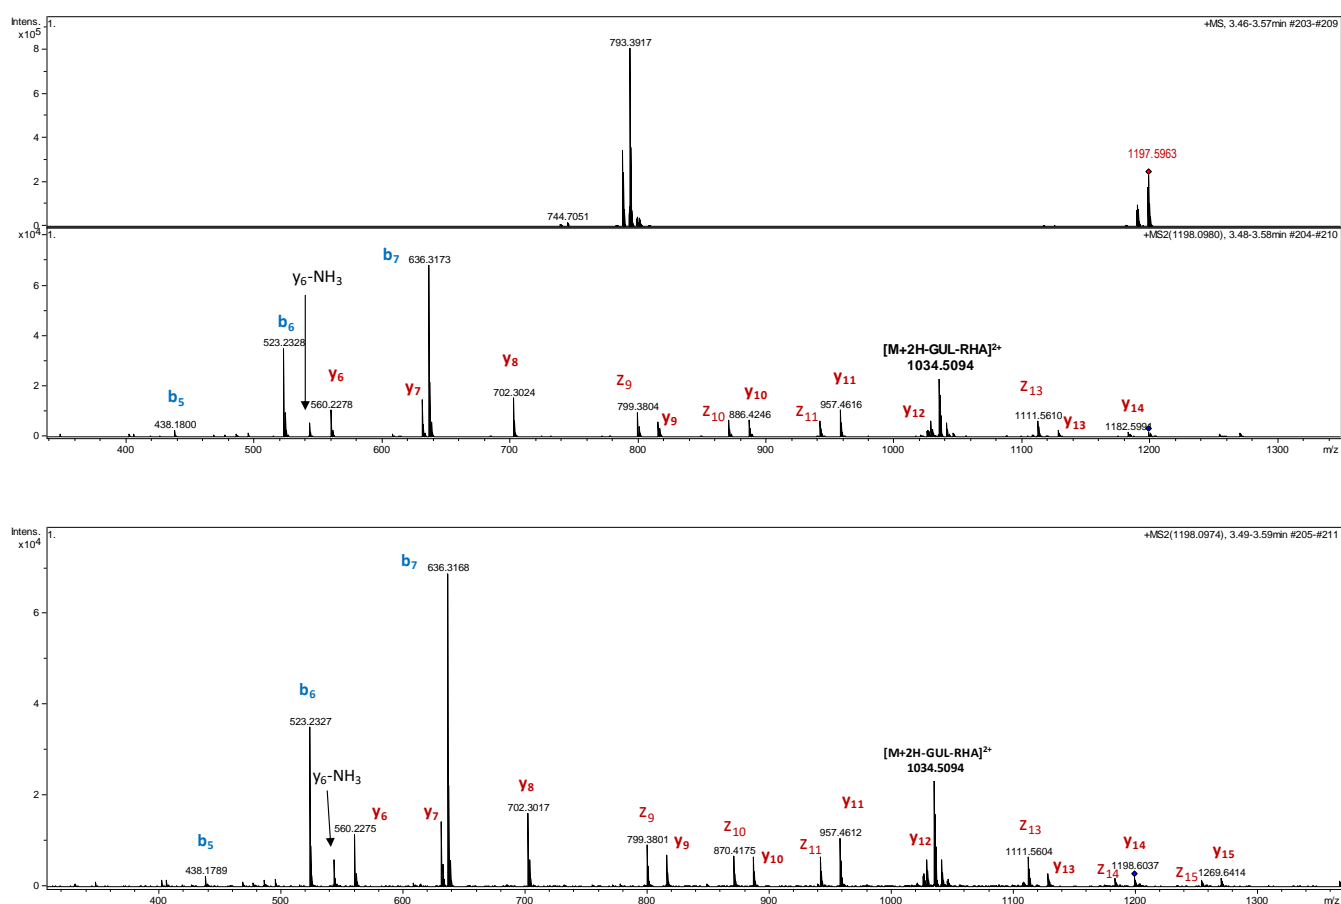 Intens.
x10⁵
1.
+MS, 3.46-3.57min #203-#209
793.3917
8
6
4
1197.5963
2
744.7051
0
x10⁴
1.
+MS2(1198.0980), 3.48-3.58min #204-#210
b₇
636.3173
y₆-NH₃
6
b₆
523.2328
4
y₈
[M+2H-GUL-RHA]²⁺
1034.5094
y₆
y₇
702.3024
Z₉
y₁₀
y₁₁
Z₁₃
2
b₅
560.2278
799.3804
y₉
Z₁₀
886.4246
Z₁₁
957.4616
y₁₂
1111.5610
y₁₃
y₁₄
438.1800
1182.5994
0
400
500
600
700
800
900
1000
1100
1200
1300
m/z
Intens.
x10⁴
1.
+MS2(1198.0974), 3.49-3.59min #205-#211
b₇
636.3168
6
b₆
4
523.2327
[M+2H-GUL-RHA]²⁺
1034.5094
y₆-NH₃
y₈
y₁₁
2
y₆
y₇
702.3017
Z₉
Z₁₀
957.4612
Z₁₃
b₅
560.2275
799.3801
y₉
870.4175
y₁₀
Z₁₁
y₁₂
1111.5604
y₁₃
y₁₄
y₁₅
438.1789
Z₁₄
1198.6037
Z₁₅
1269.6414
0
400
500
600
700
800
900
1000
1100
1200
1300
m/z